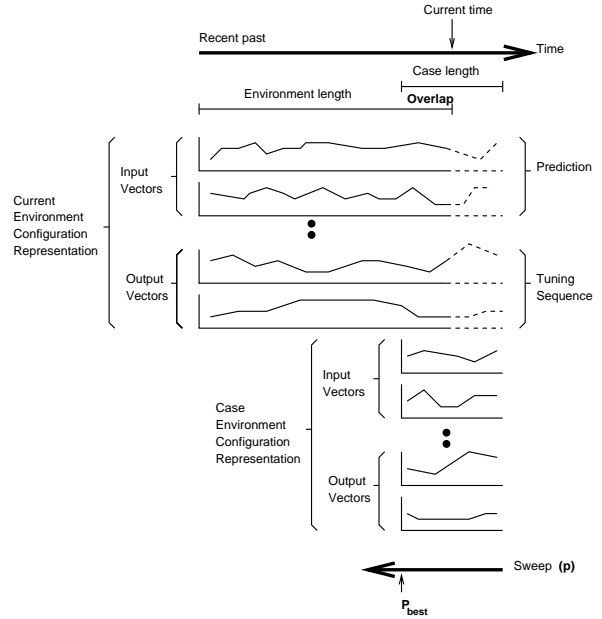 Current time
Recent past
Time
Case length
Environment length
Overlap
Input
Vectors
Prediction
Current
Environment
Configuration
Representation
Output
Vectors
Tuning
Sequence
Input
Vectors
Case
Environment
Configuration
Representation
Output
Vectors
Sweep (p)
Pbest